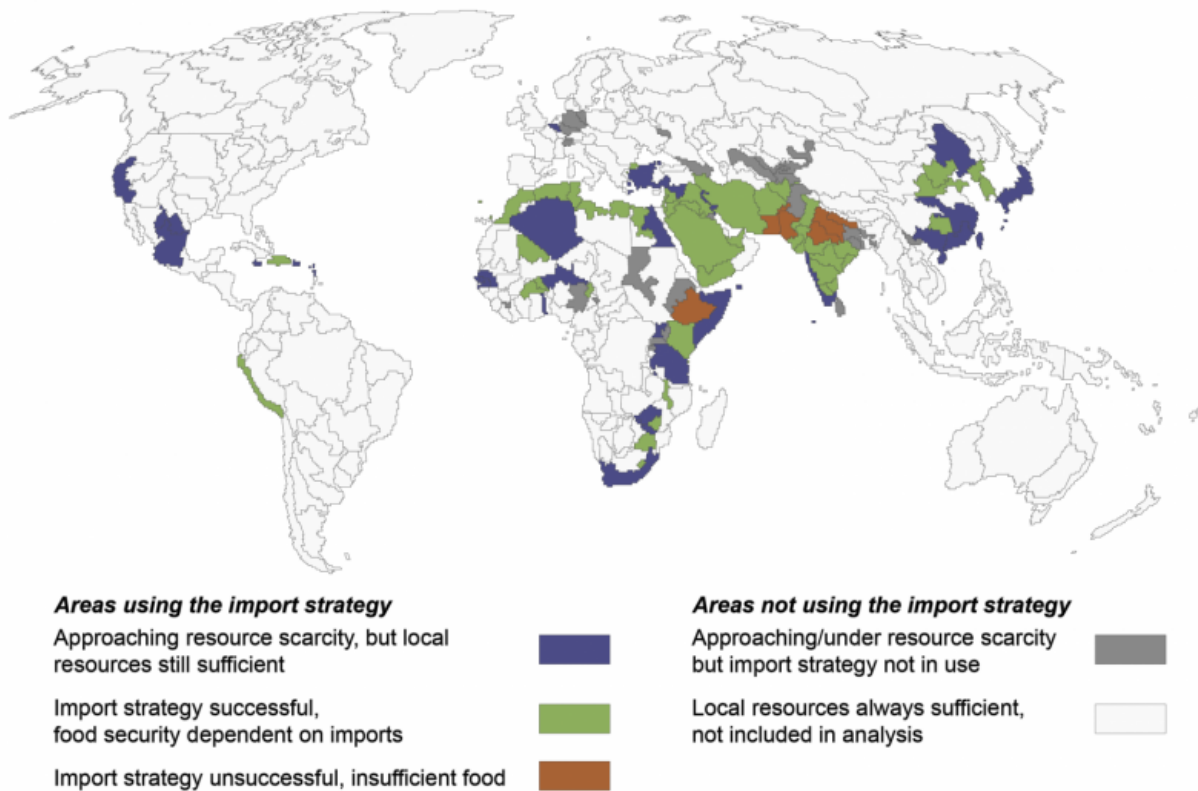 Areas using the import strategy
Approaching resource scarcity, but local
resources still sufficient
Import strategy successful,
food security dependent on imports
Import strategy unsuccessful, insufficient food
Areas not using the import strategy
Approaching/under resource scarcity
but import strategy not in use
Local resources always sufficient,
not included in analysis